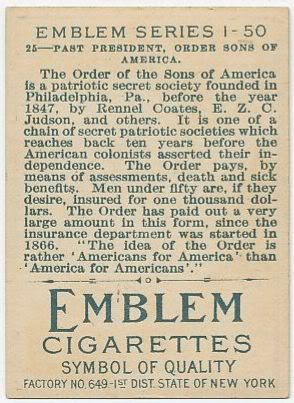 EMBLEM SERIES 1-50
25—PAST PRESIDENT, ORDER SONS OF
AMERICA.
The Order of the Sons of America
is a patriotic secret society founded in
Philadelphia, Pa., before the year
1847, by Rennel Coates, E. Z. C.
Judson, and others. It is one of a
chain of secret patriotic societies which
reaches back ten years before the
American colonists asserted their in-
dependence. The Order pays, by
means of assessments, death and sick
benefits. Men under fifty are, if they
desire, insured for one thousand dol-
lars. The Order has paid out a very
large amount in this form, since the
insurance department was started in
1866. "The idea of the Order is
rather 'Americans for America' than
'America for Americans'."
EMBLEM
CIGARETTES
SYMBOL OF QUALITY
FACTORY NO. 649-1ST DIST. STATE OF NEW YORK